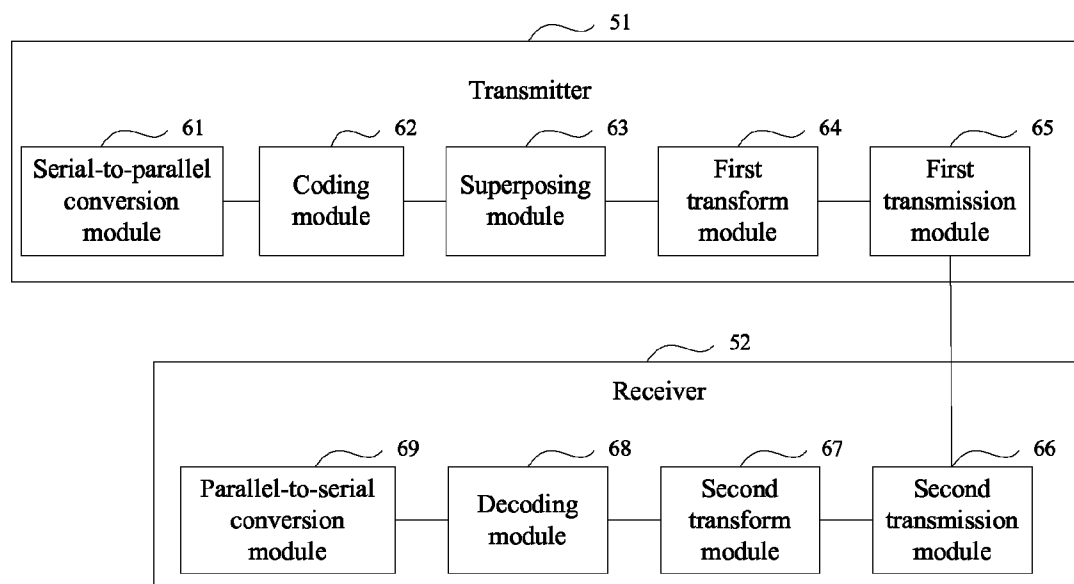 51
Transmitter
61
62
63
64
65
Serial-to-parallel
conversion
module
Coding
module
Superposing
module
First
transform
module
First
transmission
module
52
Receiver
69
68
67
66
Parallel-to-serial
conversion
module
Decoding
module
Second
transform
module
Second
transmission
module